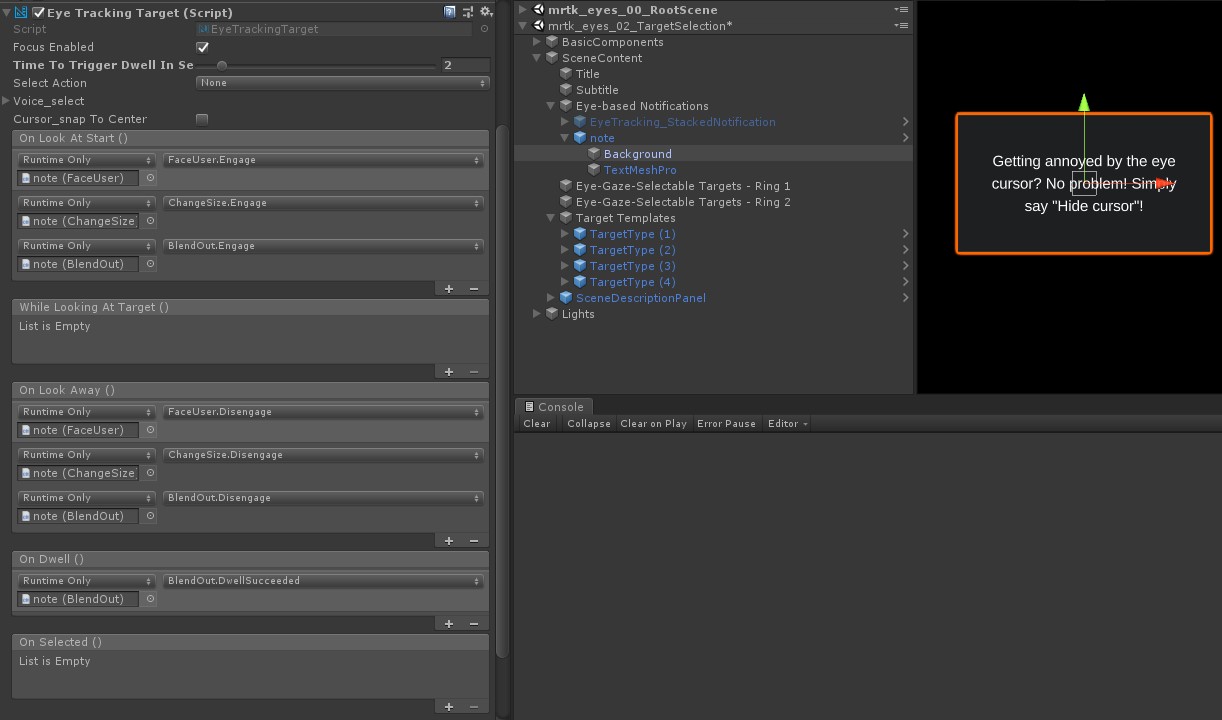 Eye Tracking Target (Script)
Script EyeTrackingTarget
Focus Enabled
Time To Trigger Dwell In Se 2
Select Action None
Voice_select
Cursor_snap To Center
On Look At Start ()
Runtime Only FaceUser.Engage
note (FaceUser)
Runtime Only ChangeSize.Engage
note (ChangeSize
Runtime Only BlendOut.Engage
note (BlendOut)
+ −
While Looking At Target ()
List is Empty
+ −
On Look Away ()
Runtime Only FaceUser.Disengage
note (FaceUser)
Runtime Only ChangeSize.Disengage
note (ChangeSize
Runtime Only BlendOut.Disengage
note (BlendOut)
+ −
On Dwell ()
Runtime Only BlendOut.DwellSucceeded
note (BlendOut)
+ −
On Selected ()
List is Empty
+ −
mrtk_eyes_00_RootScene
mrtk_eyes_02_TargetSelection*
BasicComponents
SceneContent
Title
Subtitle
Eye-based Notifications
EyeTracking_StackedNotification
note
Background
TextMeshPro
Eye-Gaze-Selectable Targets - Ring 1
Eye-Gaze-Selectable Targets - Ring 2
Target Templates
TargetType (1)
TargetType (2)
TargetType (3)
TargetType (4)
SceneDescriptionPanel
Lights
Getting annoyed by the eye
cursor? No problem! Simply
say "Hide cursor"!
Console
Clear Collapse Clear on Play Error Pause Editor